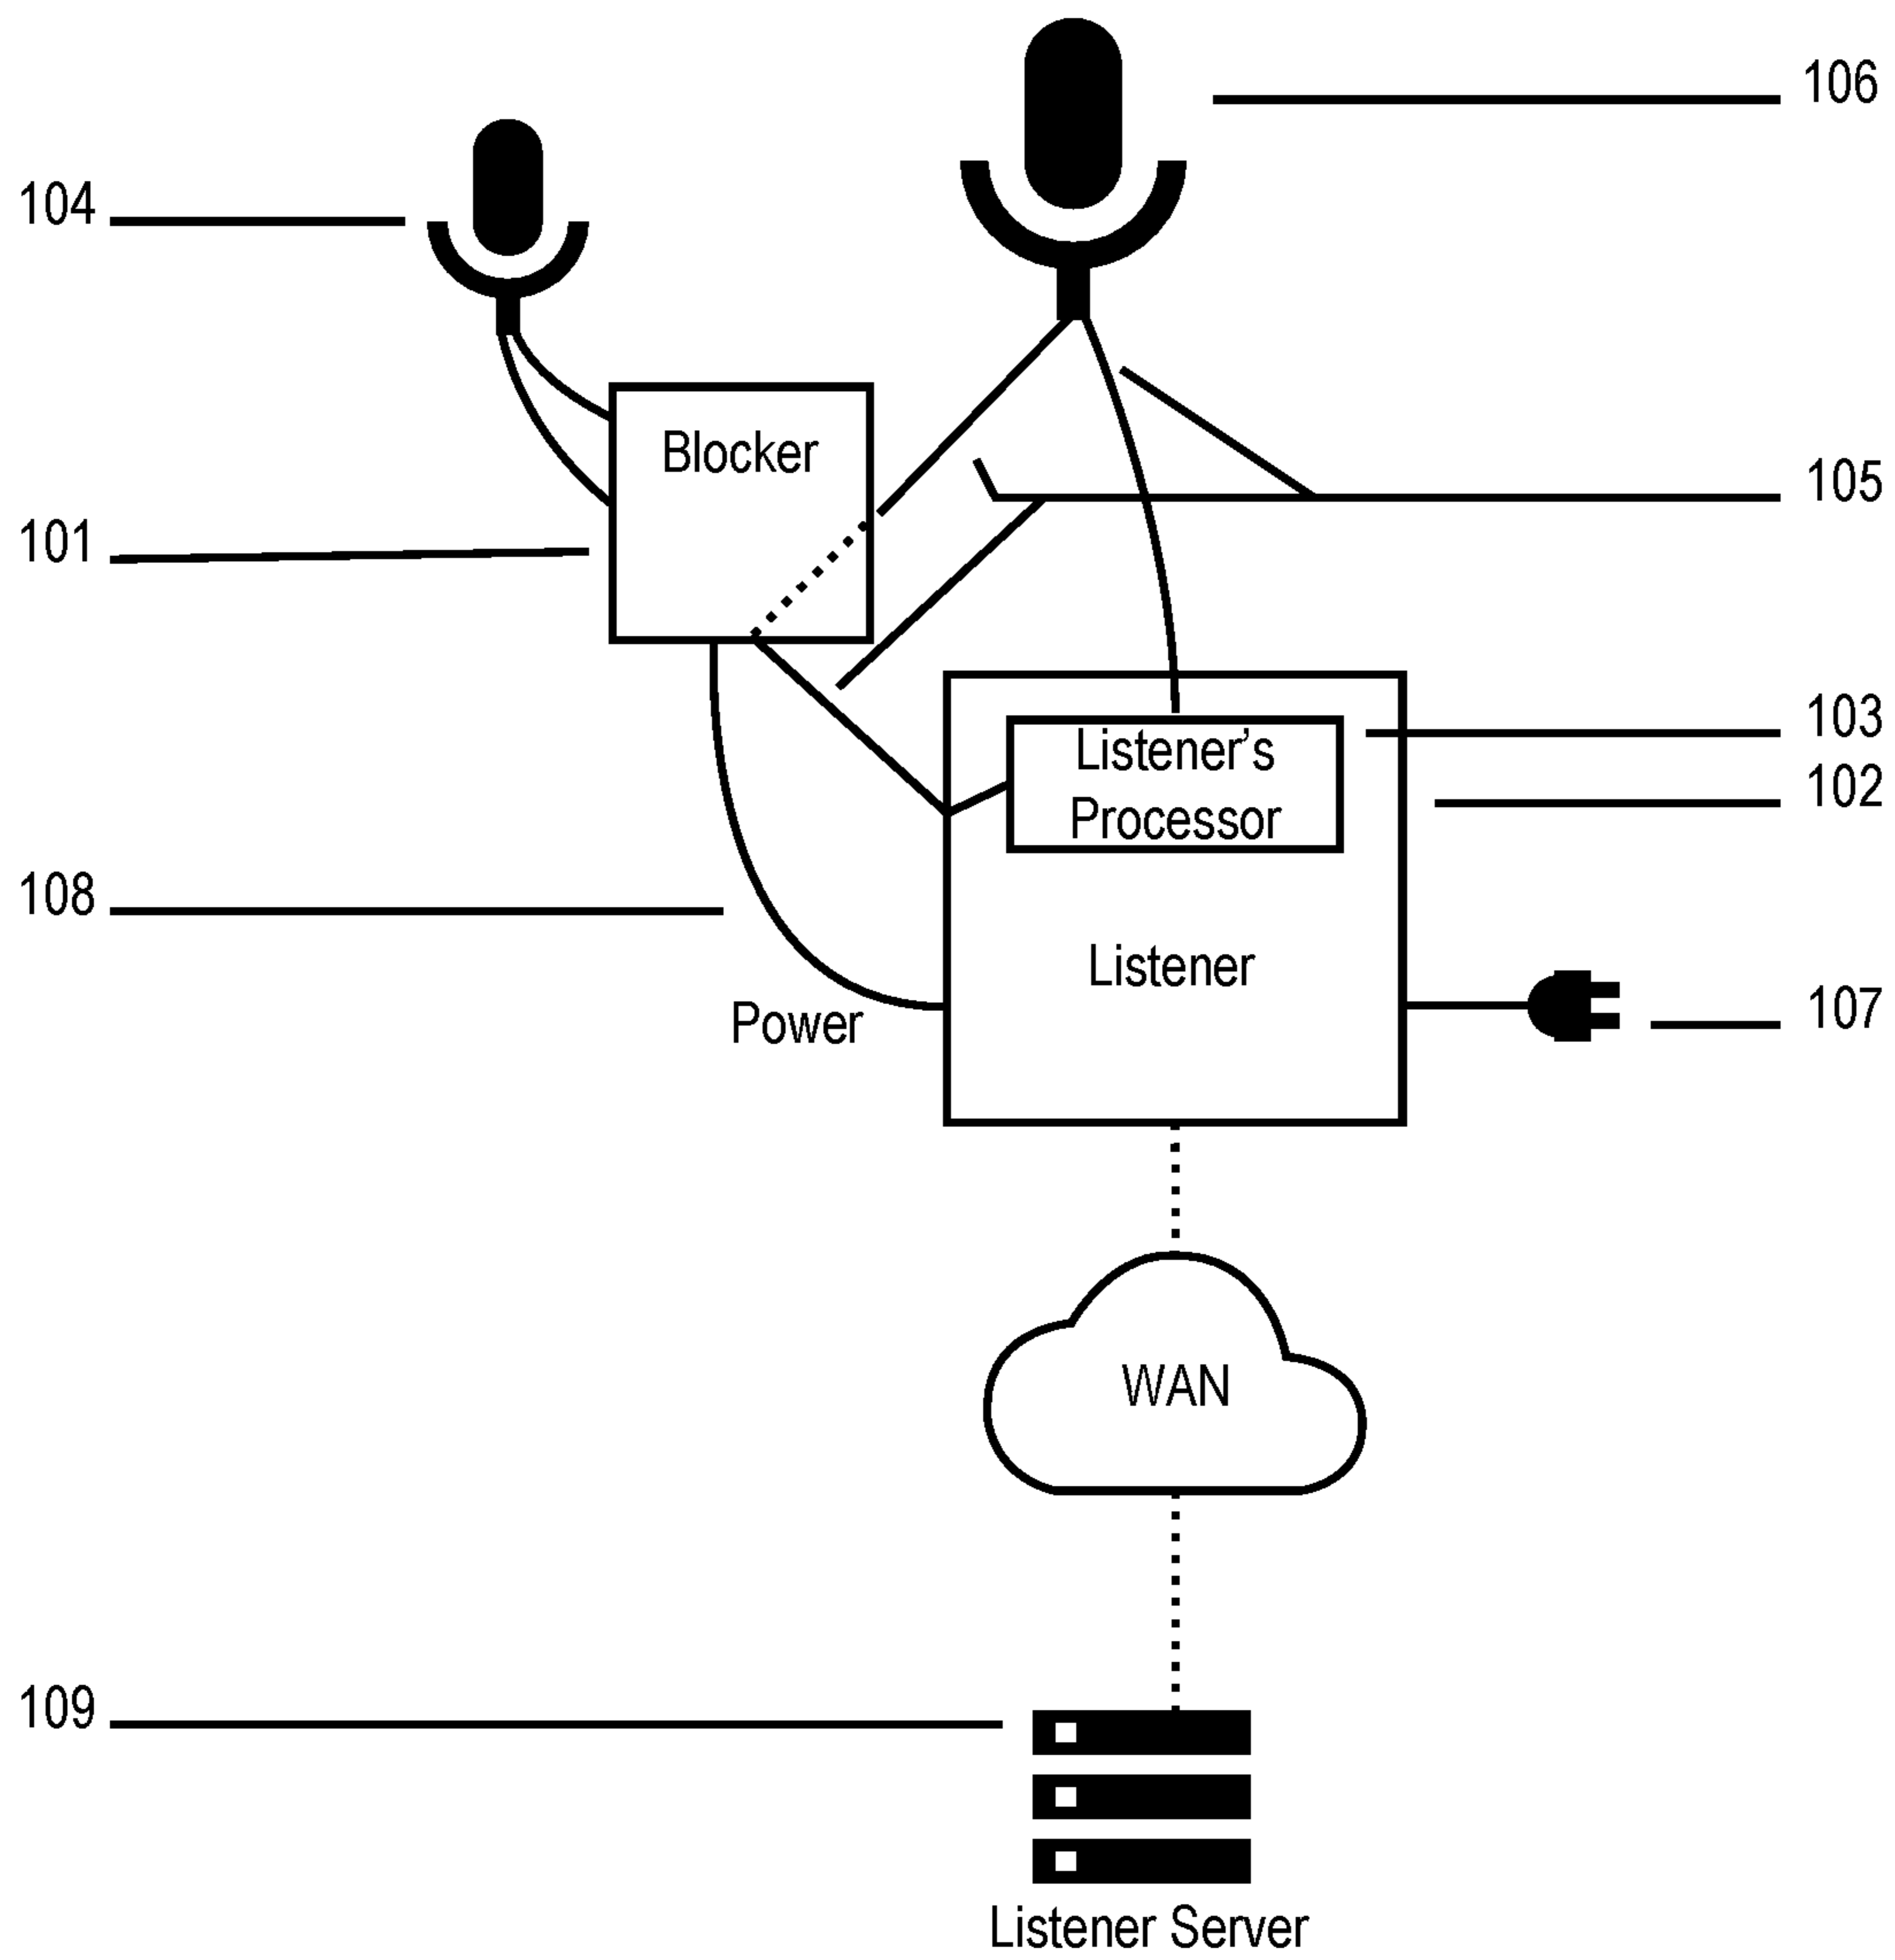 106
104
Blocker
105
101
103
Listener's
Processor
102
108
Listener
107
Power
WAN
109
Listener Server